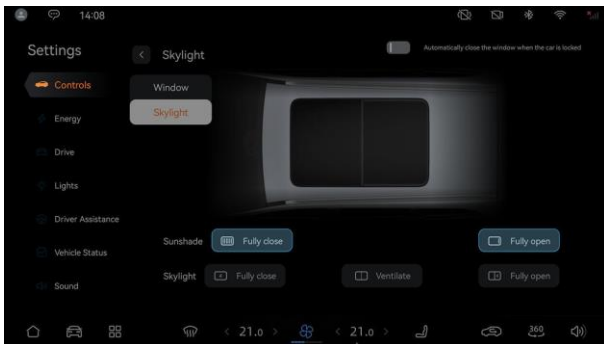 14:08
Settings
Skylight
Automatically close the window when the car is locked
Controls
Window
Energy
Skylight
Drive
Lights
Driver Assistance
Vehicle Status
Sound
Sunshade
Fully close
Fully open
Skylight
Fully close
Ventilate
Fully open
< 21.0 >
< 21.0 >
360